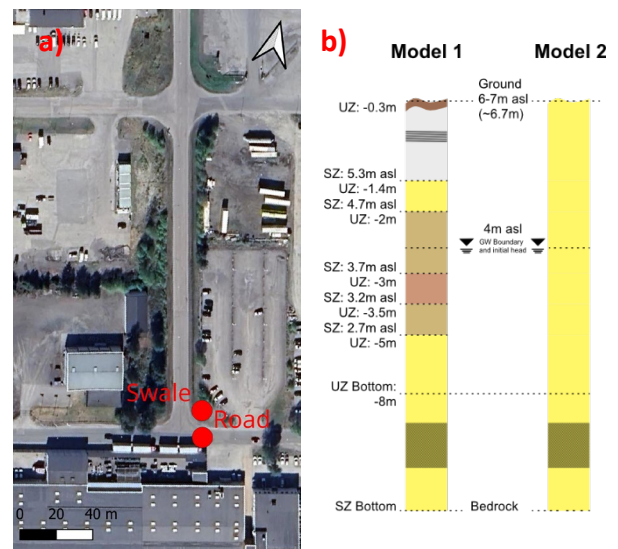 a)
Swale
Road
0 20 40 m
b)
Model 1 Model 2
Ground
6-7m asl
(~6.7m)
UZ: -0.3m
SZ: 5.3m asl
UZ: -1.4m
SZ: 4.7m asl
UZ: -2m
4m asl
GW Boundary
and initial head
SZ: 3.7m asl
UZ: -3m
SZ: 3.2m asl
UZ: -3.5m
SZ: 2.7m asl
UZ: -5m
UZ Bottom:
-8m
SZ Bottom Bedrock